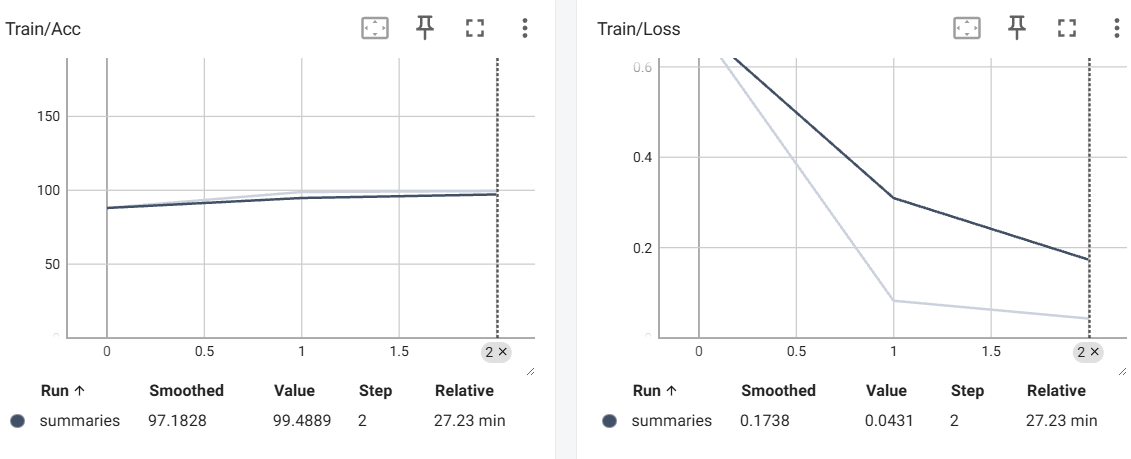 Train/Acc
150
100
50
0
0 0.5 1 1.5 2 ×
Run ↑ Smoothed Value Step Relative
summaries 97.1828 99.4889 2 27.23 min
Train/Loss
0.6
0.4
0.2
0
0 0.5 1 1.5 2 ×
Run ↑ Smoothed Value Step Relative
summaries 0.1738 0.0431 2 27.23 min